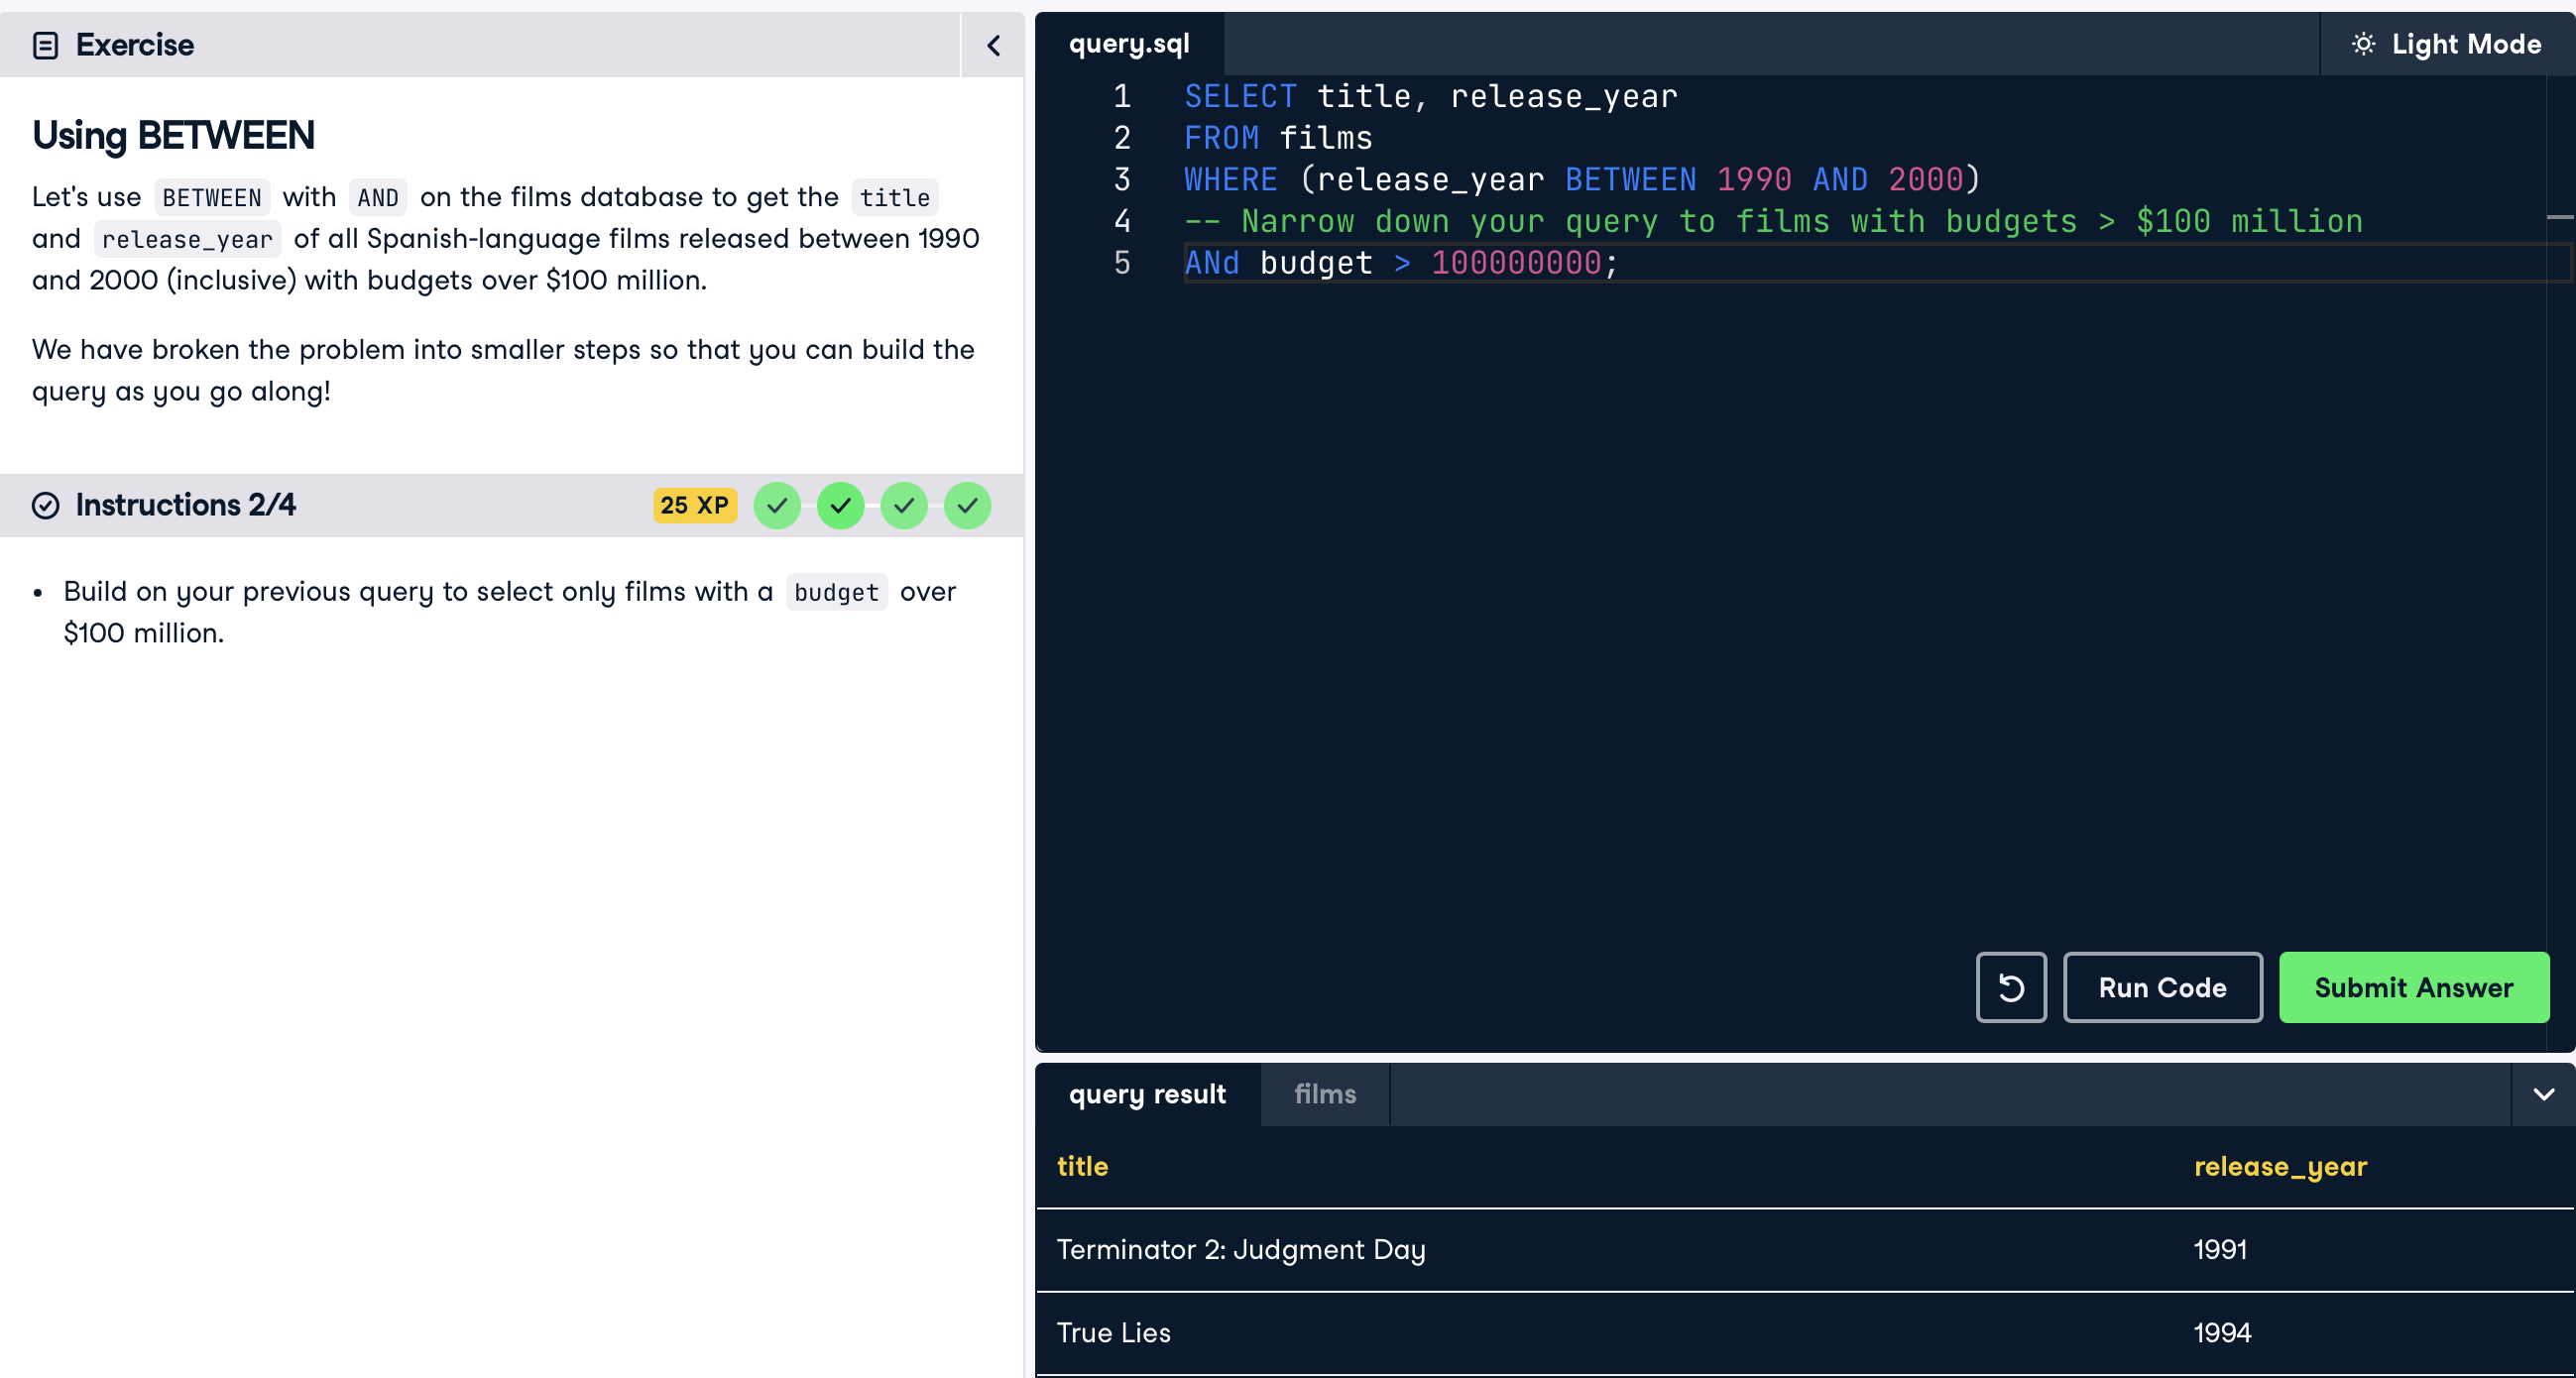 Exercise
Using BETWEEN
Let's use BETWEEN with AND on the films database to get the title
and release_year of all Spanish-language films released between 1990
and 2000 (inclusive) with budgets over $100 million.
We have broken the problem into smaller steps so that you can build the
query as you go along!
Instructions 2/4 25 XP
• Build on your previous query to select only films with a budget over
$100 million.
query.sql Light Mode
1 SELECT title, release_year
2 FROM films
3 WHERE (release_year BETWEEN 1990 AND 2000)
4 -- Narrow down your query to films with budgets > $100 million
5 ANd budget > 100000000;
Run Code Submit Answer
query result films
title release_year
Terminator 2: Judgment Day 1991
True Lies 1994